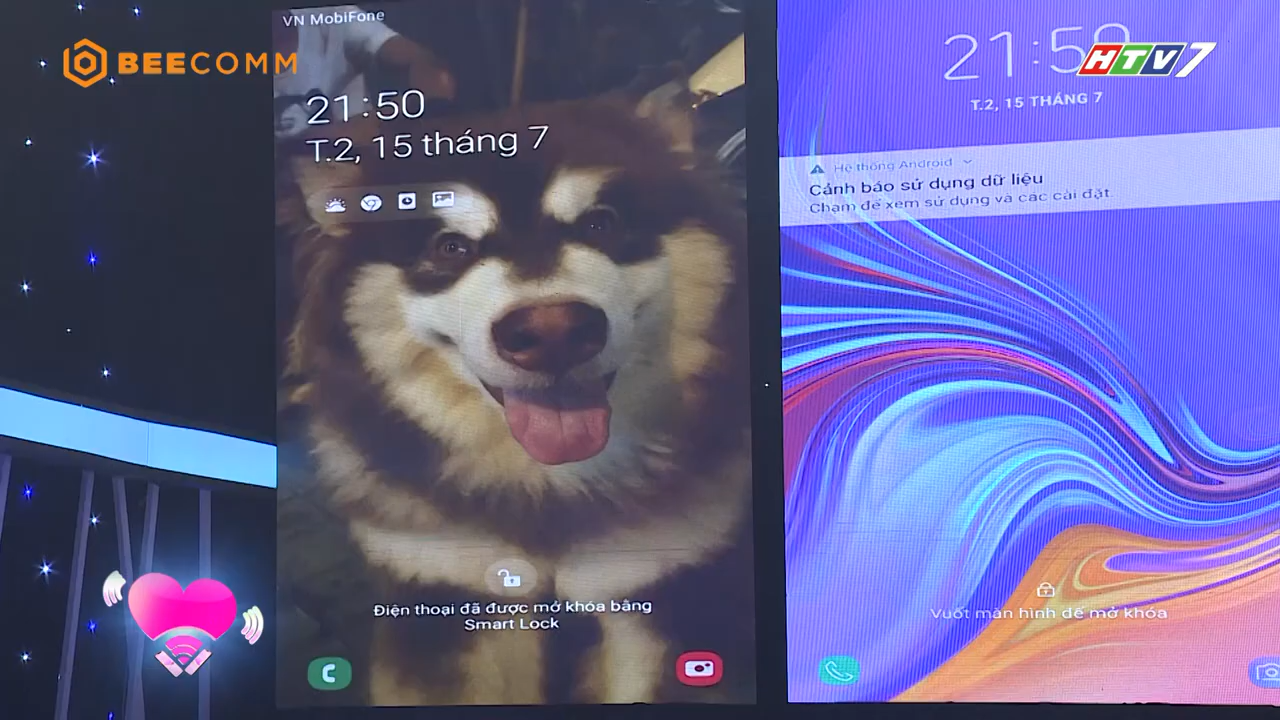 BEECOMM
VN MobiFone
21:50
T.2, 15 tháng 7
Điện thoại đã được mở khóa bằng
Smart Lock
HTV7
21:5
T.2, 15 THÁNG 7
Hệ thống Android
Cảnh báo sử dụng dữ liệu
Chạm để xem sử dụng và các cài đặt.
Vuốt màn hình để mở khóa